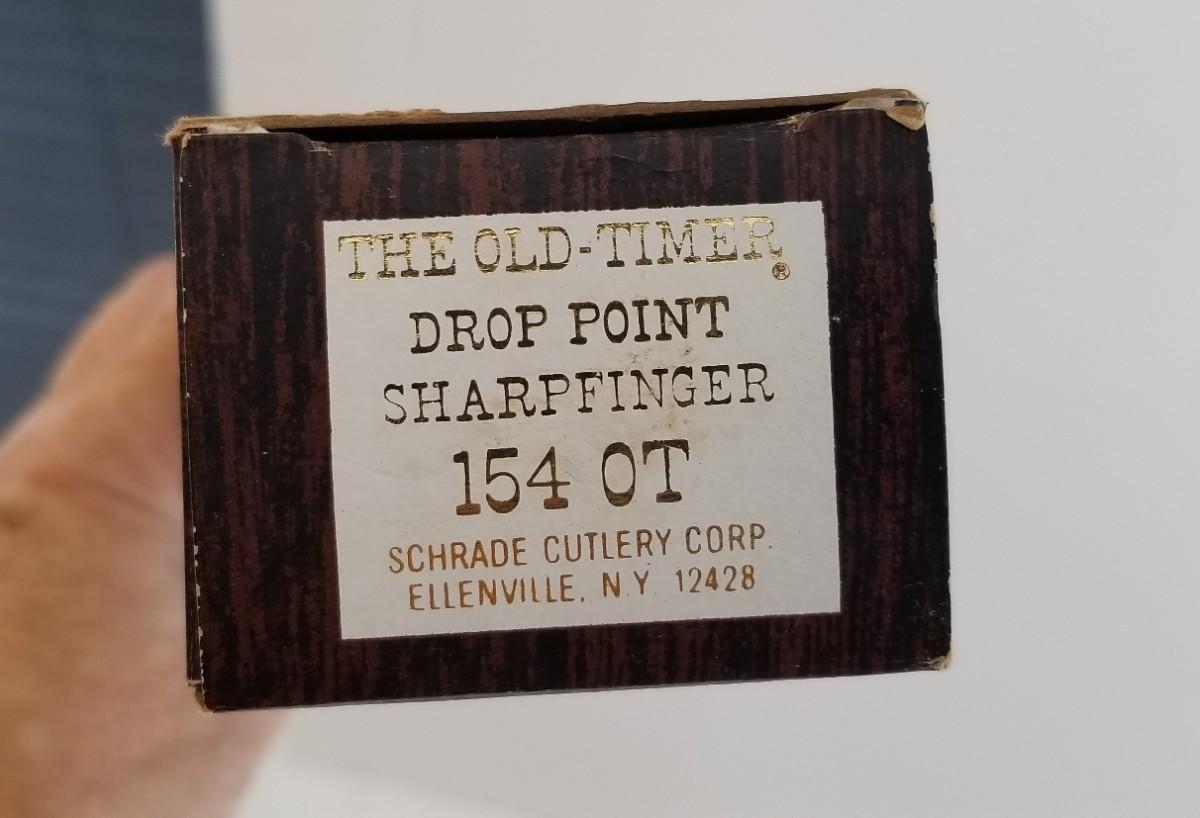 THE OLD-TIMER®
DROP POINT
SHARPFINGER
154 OT
SCHRADE CUTLERY CORP.
ELLENVILLE, N.Y. 12428